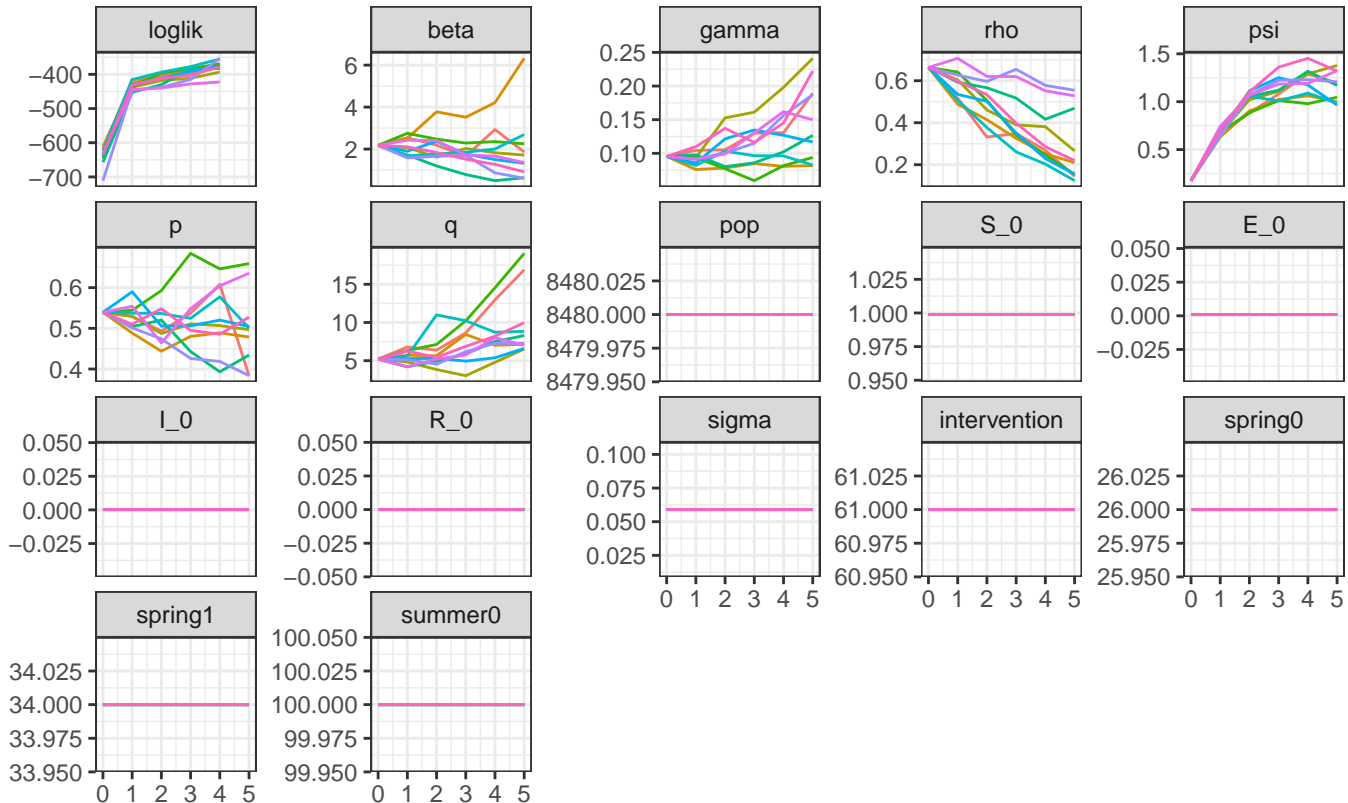 loglik beta gamma rho psi
−400 6 0.25 0.6 1.5
−500 4 0.20 0.4 1.0
−600 2 0.15 0.2 0.5
−700 0.10
p q pop S_0 E_0
0.6 15 8480.025 1.025 0.050
0.5 10 8480.000 1.000 0.025
0.4 5 8479.975 0.975 0.000
8479.950 0.950 −0.025
I_0 R_0 sigma intervention spring0
0.050 0.050 0.100 61.025 26.025
0.025 0.025 0.075 61.000 26.000
0.000 0.000 0.050 60.975 25.975
−0.025 −0.025 0.025 60.950 25.950
−0.050
0 1 2 3 4 5 0 1 2 3 4 5 0 1 2 3 4 5
spring1 summer0
34.025 100.050
34.000 100.025
33.975 100.000
33.950 99.975
99.950
0 1 2 3 4 5 0 1 2 3 4 5